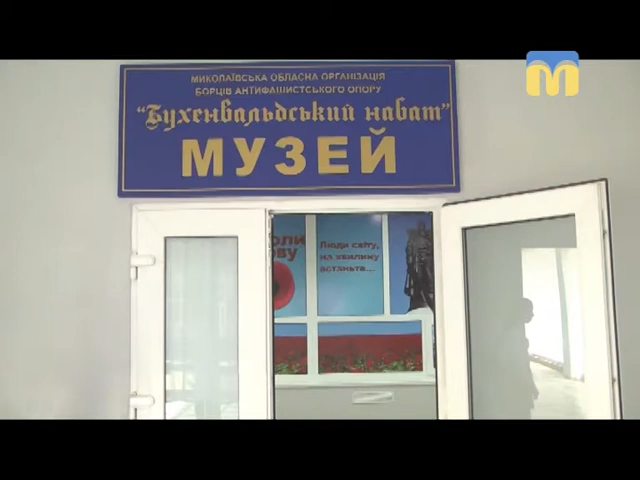 МИКОЛАЇВСЬКА ОБЛАСНА ОРГАНІЗАЦІЯ
БОРЦІВ АНТИФАШИСТСЬКОГО ОПОРУ
"Бухенвальдський набат"
МУЗЕЙ
Люди світу,
на хвилину
встаньте...